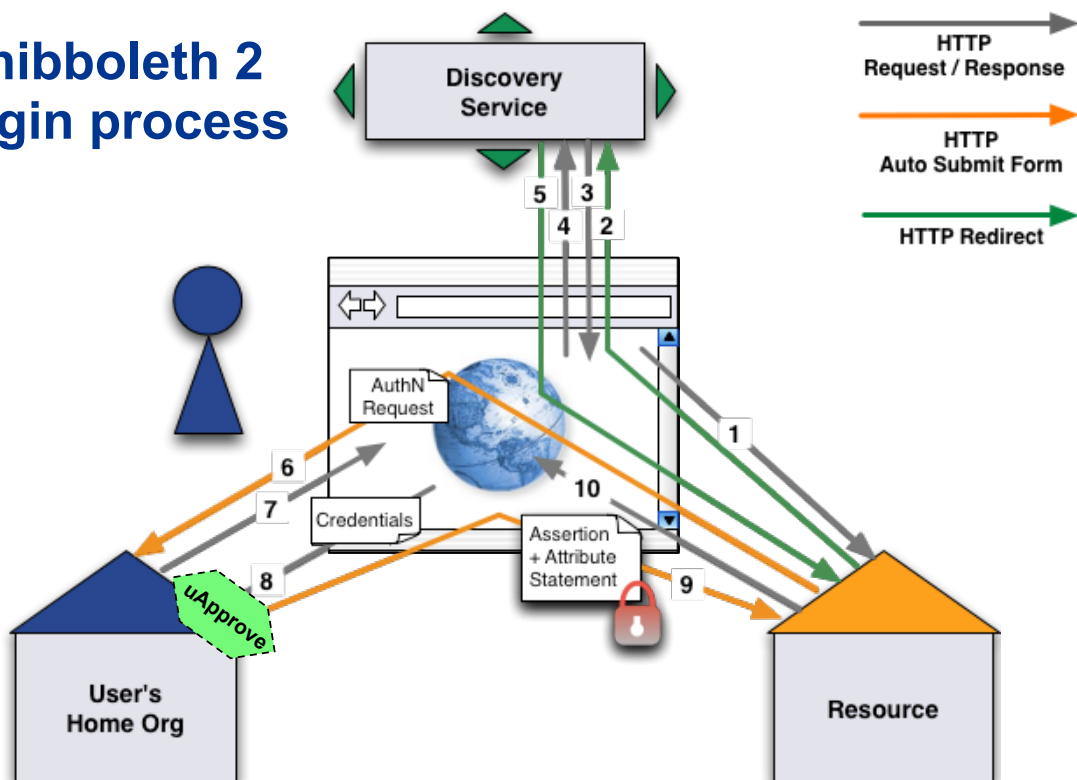 hibboleth 2
gin process
Discovery
Service
HTTP
Request / Response
HTTP
Auto Submit Form
HTTP Redirect
5
3
4
2
AuthN
Request
1
6
7
10
Credentials
Assertion
+ Attribute
Statement
8
9
uApprove
User's
Home Org
Resource